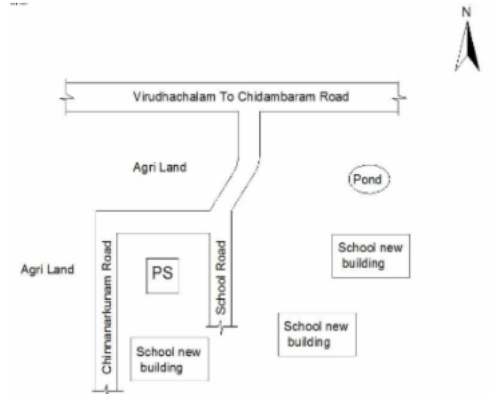 N
Virudhachalam To Chidambaram Road
Agri Land
Pond
School new
building
Agri Land
Chinnanarkunam Road
PS
School Road
School new
building
School new
building